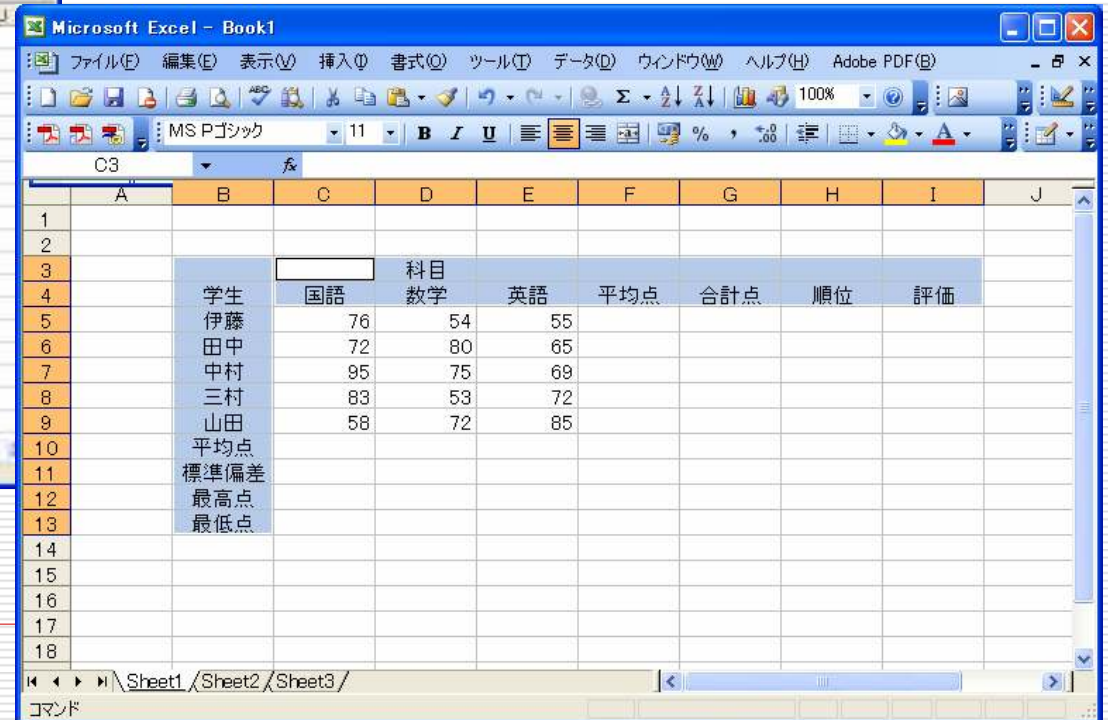 Microsoft Excel - Book1
ファイル(F) 編集(E) 表示(V) 挿入(I) 書式(O) ツール(T) データ(D) ウィンドウ(W) ヘルプ(H) Adobe PDF(B)
100%
MS Pゴシック 11 B I U % ,
C3 fx
A B C D E F G H I J
1
2
3 科目
4 学生 国語 数学 英語 平均点 合計点 順位 評価
5 伊藤 76 54 55
6 田中 72 80 65
7 中村 95 75 69
8 三村 83 53 72
9 山田 58 72 85
10 平均点
11 標準偏差
12 最高点
13 最低点
14
15
16
17
18
Sheet1 Sheet2 Sheet3
コマンド